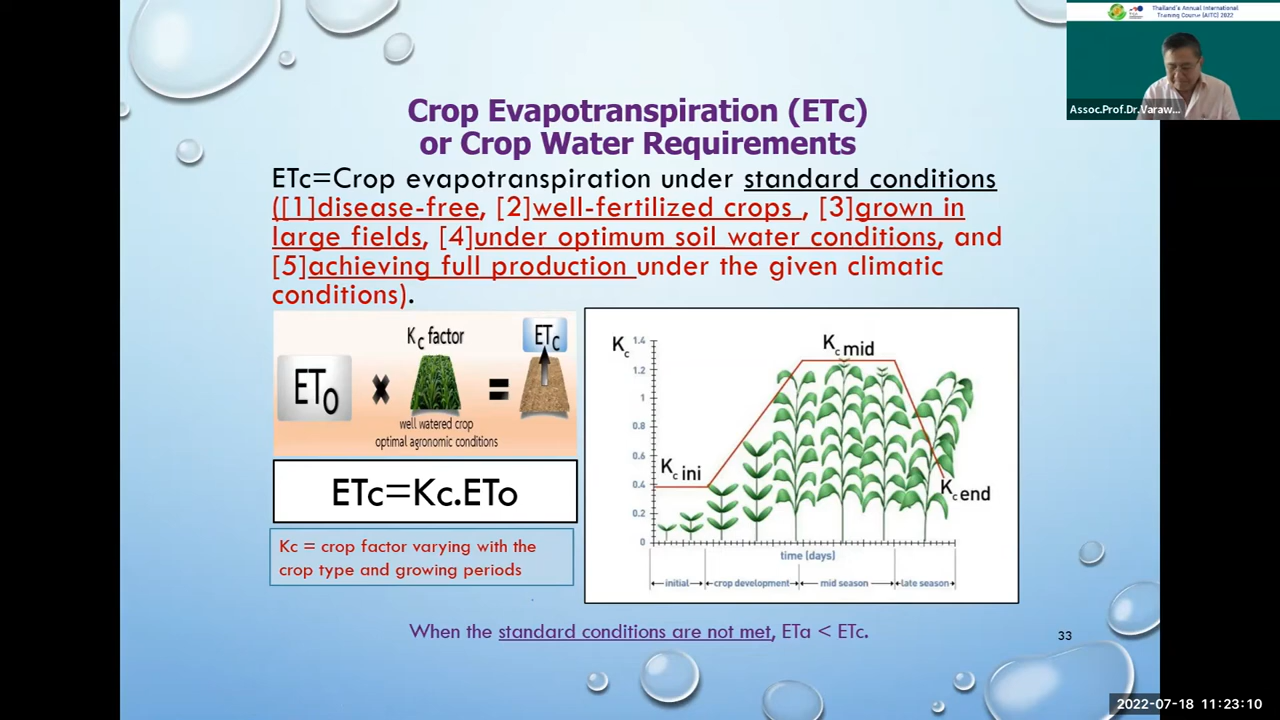 Thailand's Annual International
Training Course (AITC) 2022
Assoc.Prof.Dr.Varaw...
Crop Evapotranspiration (ETc)
or Crop Water Requirements
ETc=Crop evapotranspiration under standard conditions
([1]disease-free, [2]well-fertilized crops , [3]grown in
large fields, [4]under optimum soil water conditions, and
[5]achieving full production under the given climatic
conditions).
ETO x Kc factor = ETc
well watered crop
optimal agronomic conditions
ETc=Kc.ETo
Kc = crop factor varying with the
crop type and growing periods
Kc
1.4
1.2
1
0.8
0.6
0.4
0.2
0
Kc ini
Kc mid
Kc end
time (days)
initial
crop development
mid season
late season
When the standard conditions are not met, ETa < ETc.
33
2022-07-18 11:23:10